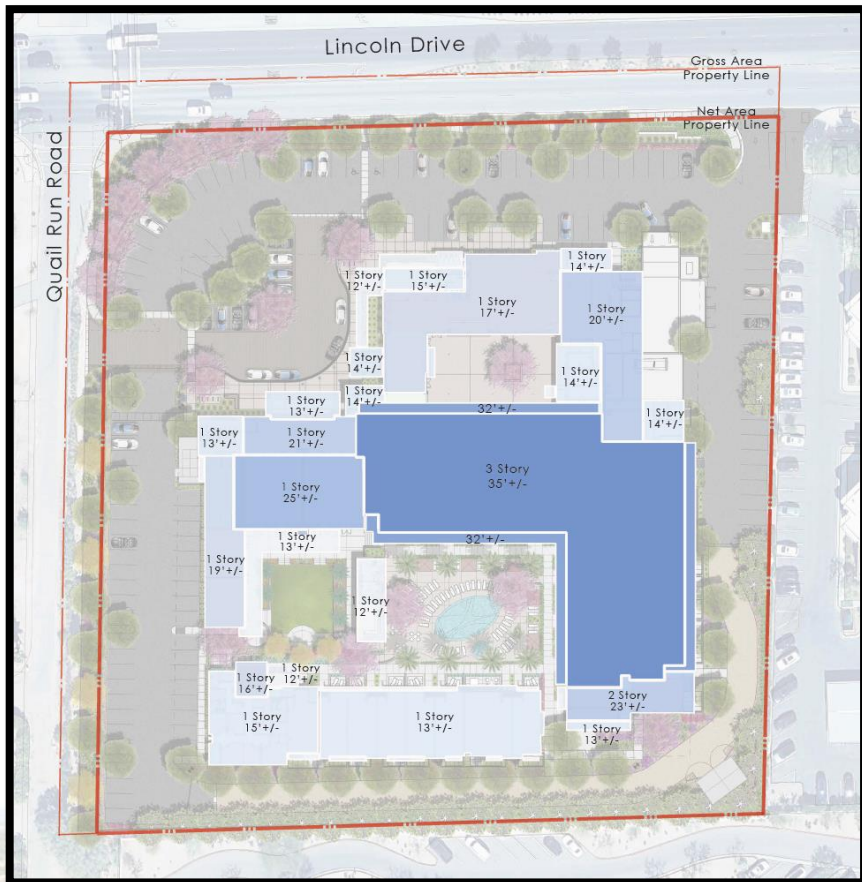 Lincoln Drive
Gross Area
Property Line
Net Area
Property Line
Quail Run Road
1 Story
12'+/-
1 Story
15'+/-
1 Story
14'+/-
1 Story
17'+/-
1 Story
20'+/-
1 Story
14'+/-
1 Story
14'+/-
1 Story
14'+/-
1 Story
14'+/-
1 Story
13'+/-
32'+/-
1 Story
13'+/-
1 Story
21'+/-
3 Story
35'+/-
1 Story
25'+/-
32'+/-
1 Story
13'+/-
1 Story
19'+/-
1 Story
12'+/-
1 Story
12'+/-
1 Story
16'+/-
2 Story
23'+/-
1 Story
15'+/-
1 Story
13'+/-
1 Story
13'+/-